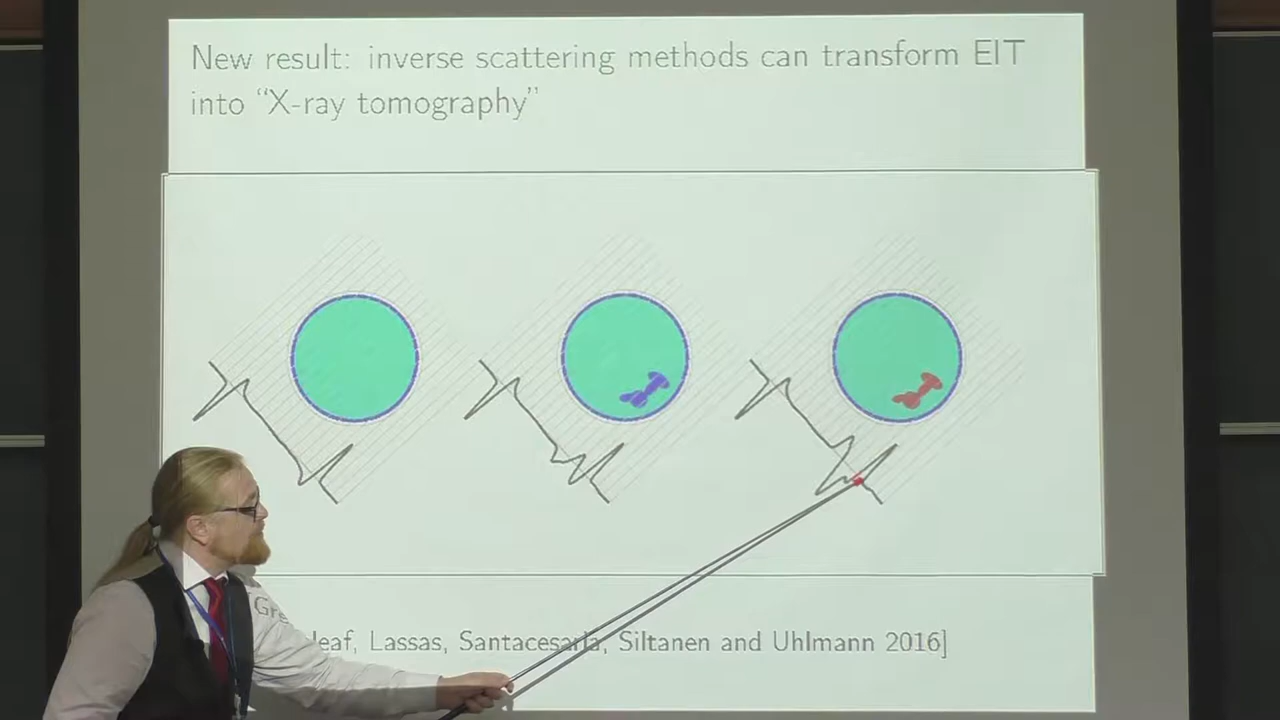 New result: inverse scattering methods can transform EIT
into “X-ray tomography”
Gre leaf, Lassas, Santacesaria, Siltanen and Uhlmann 2016]